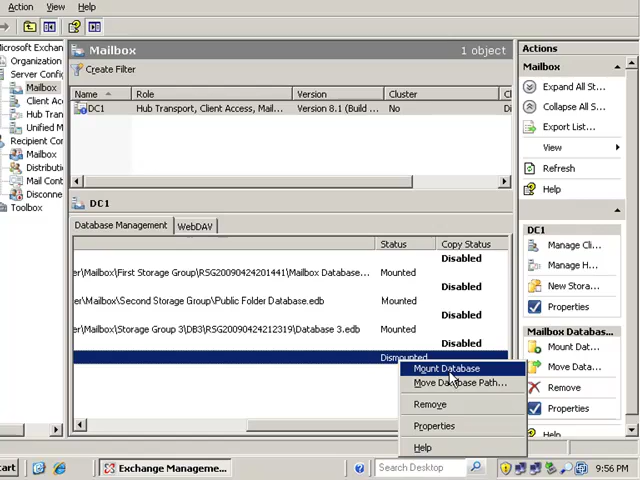 Action View Help
Microsoft Exchan
Organization
Server Config
Mailbox
Client Ac
Hub Tran
Unified M
Recipient Co
Mailbox
Distributi
Mail Cont
Disconne
Toolbox
Mailbox 1 object
Create Filter
Name Role Version Cluster
DC1 Hub Transport, Client Access, Mail... Version 8.1 (Build ... No
DC1
Database Management WebDAV
Status Copy Status
Disabled
er\Mailbox\First Storage Group\RSG20090424201441\Mailbox Database... Mounted
Disabled
er\Mailbox\Second Storage Group\Public Folder Database.edb Mounted
Disabled
er\Mailbox\Storage Group 3\DB3\RSG20090424212319\Database 3.edb Mounted
Disabled
Dismounted
Mount Database
Move Database Path...
Remove
Properties
Help
Actions
Mailbox
Expand All St...
Collapse All S...
Export List...
View
Refresh
Help
DC1
Manage Cli...
Manage H...
New Stora...
Properties
Mailbox Databas...
Mount Dat...
Move Data...
Remove
Properties
Help
tart Exchange Manageme... Search Desktop 9:56 PM